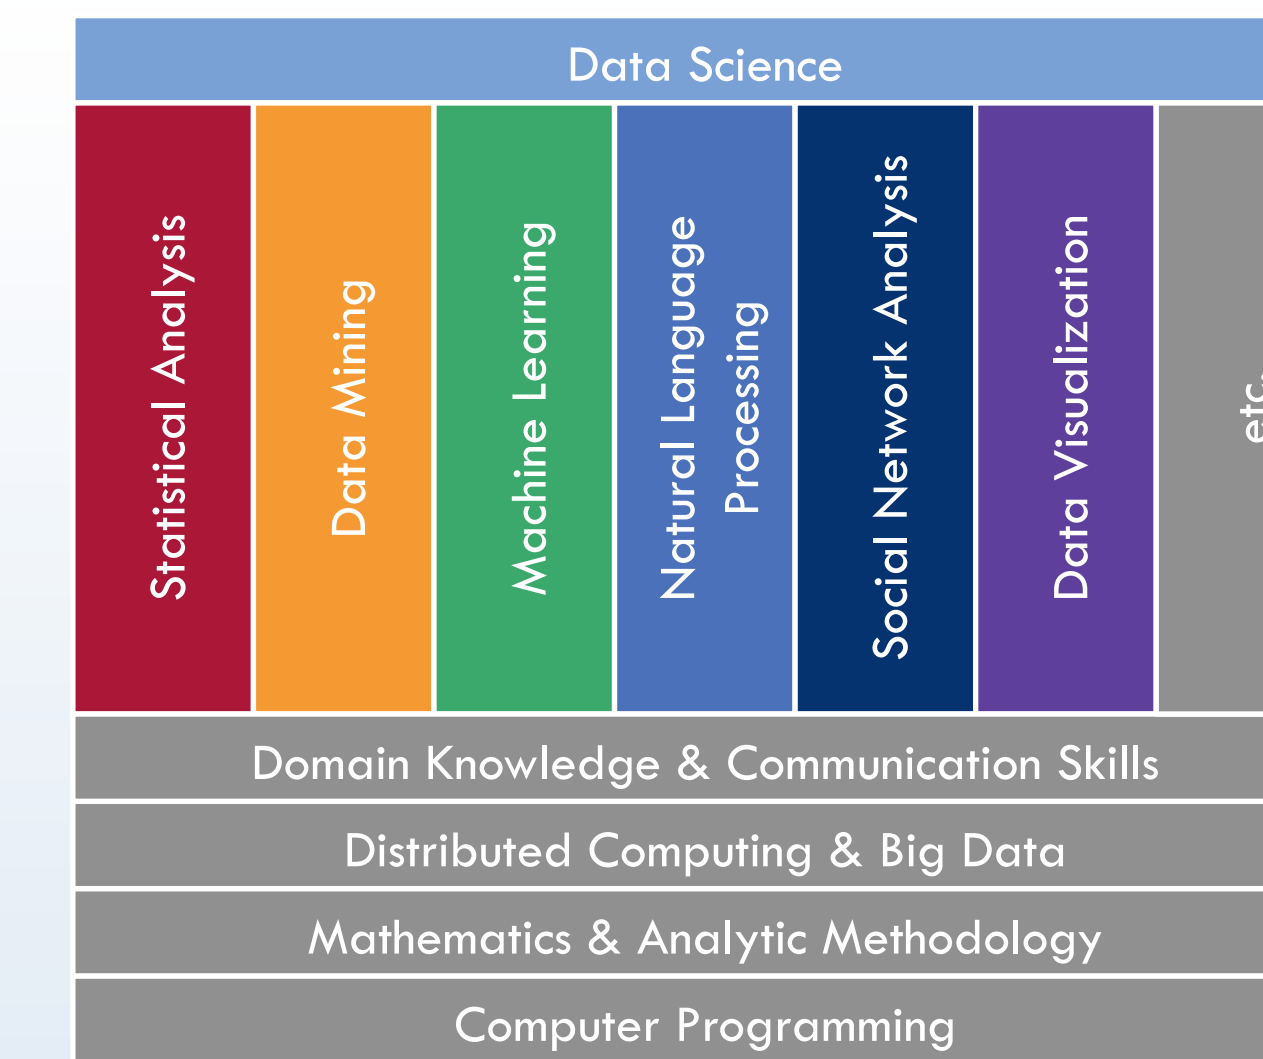 Data Science
Statistical Analysis
Data Mining
Machine Learning
Natural Language
Processing
Social Network Analysis
Data Visualization
etc.
Domain Knowledge & Communication Skills
Distributed Computing & Big Data
Mathematics & Analytic Methodology
Computer Programming